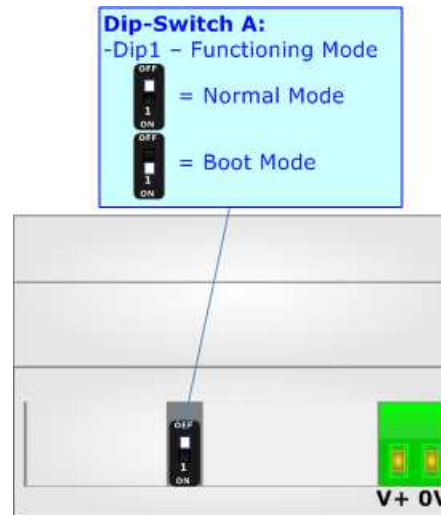 Dip-Switch A:
-Dip1 – Functioning Mode
OFF
= Normal Mode
1
ON
OFF
= Boot Mode
1
ON
OFF
1
ON
V+ 0V